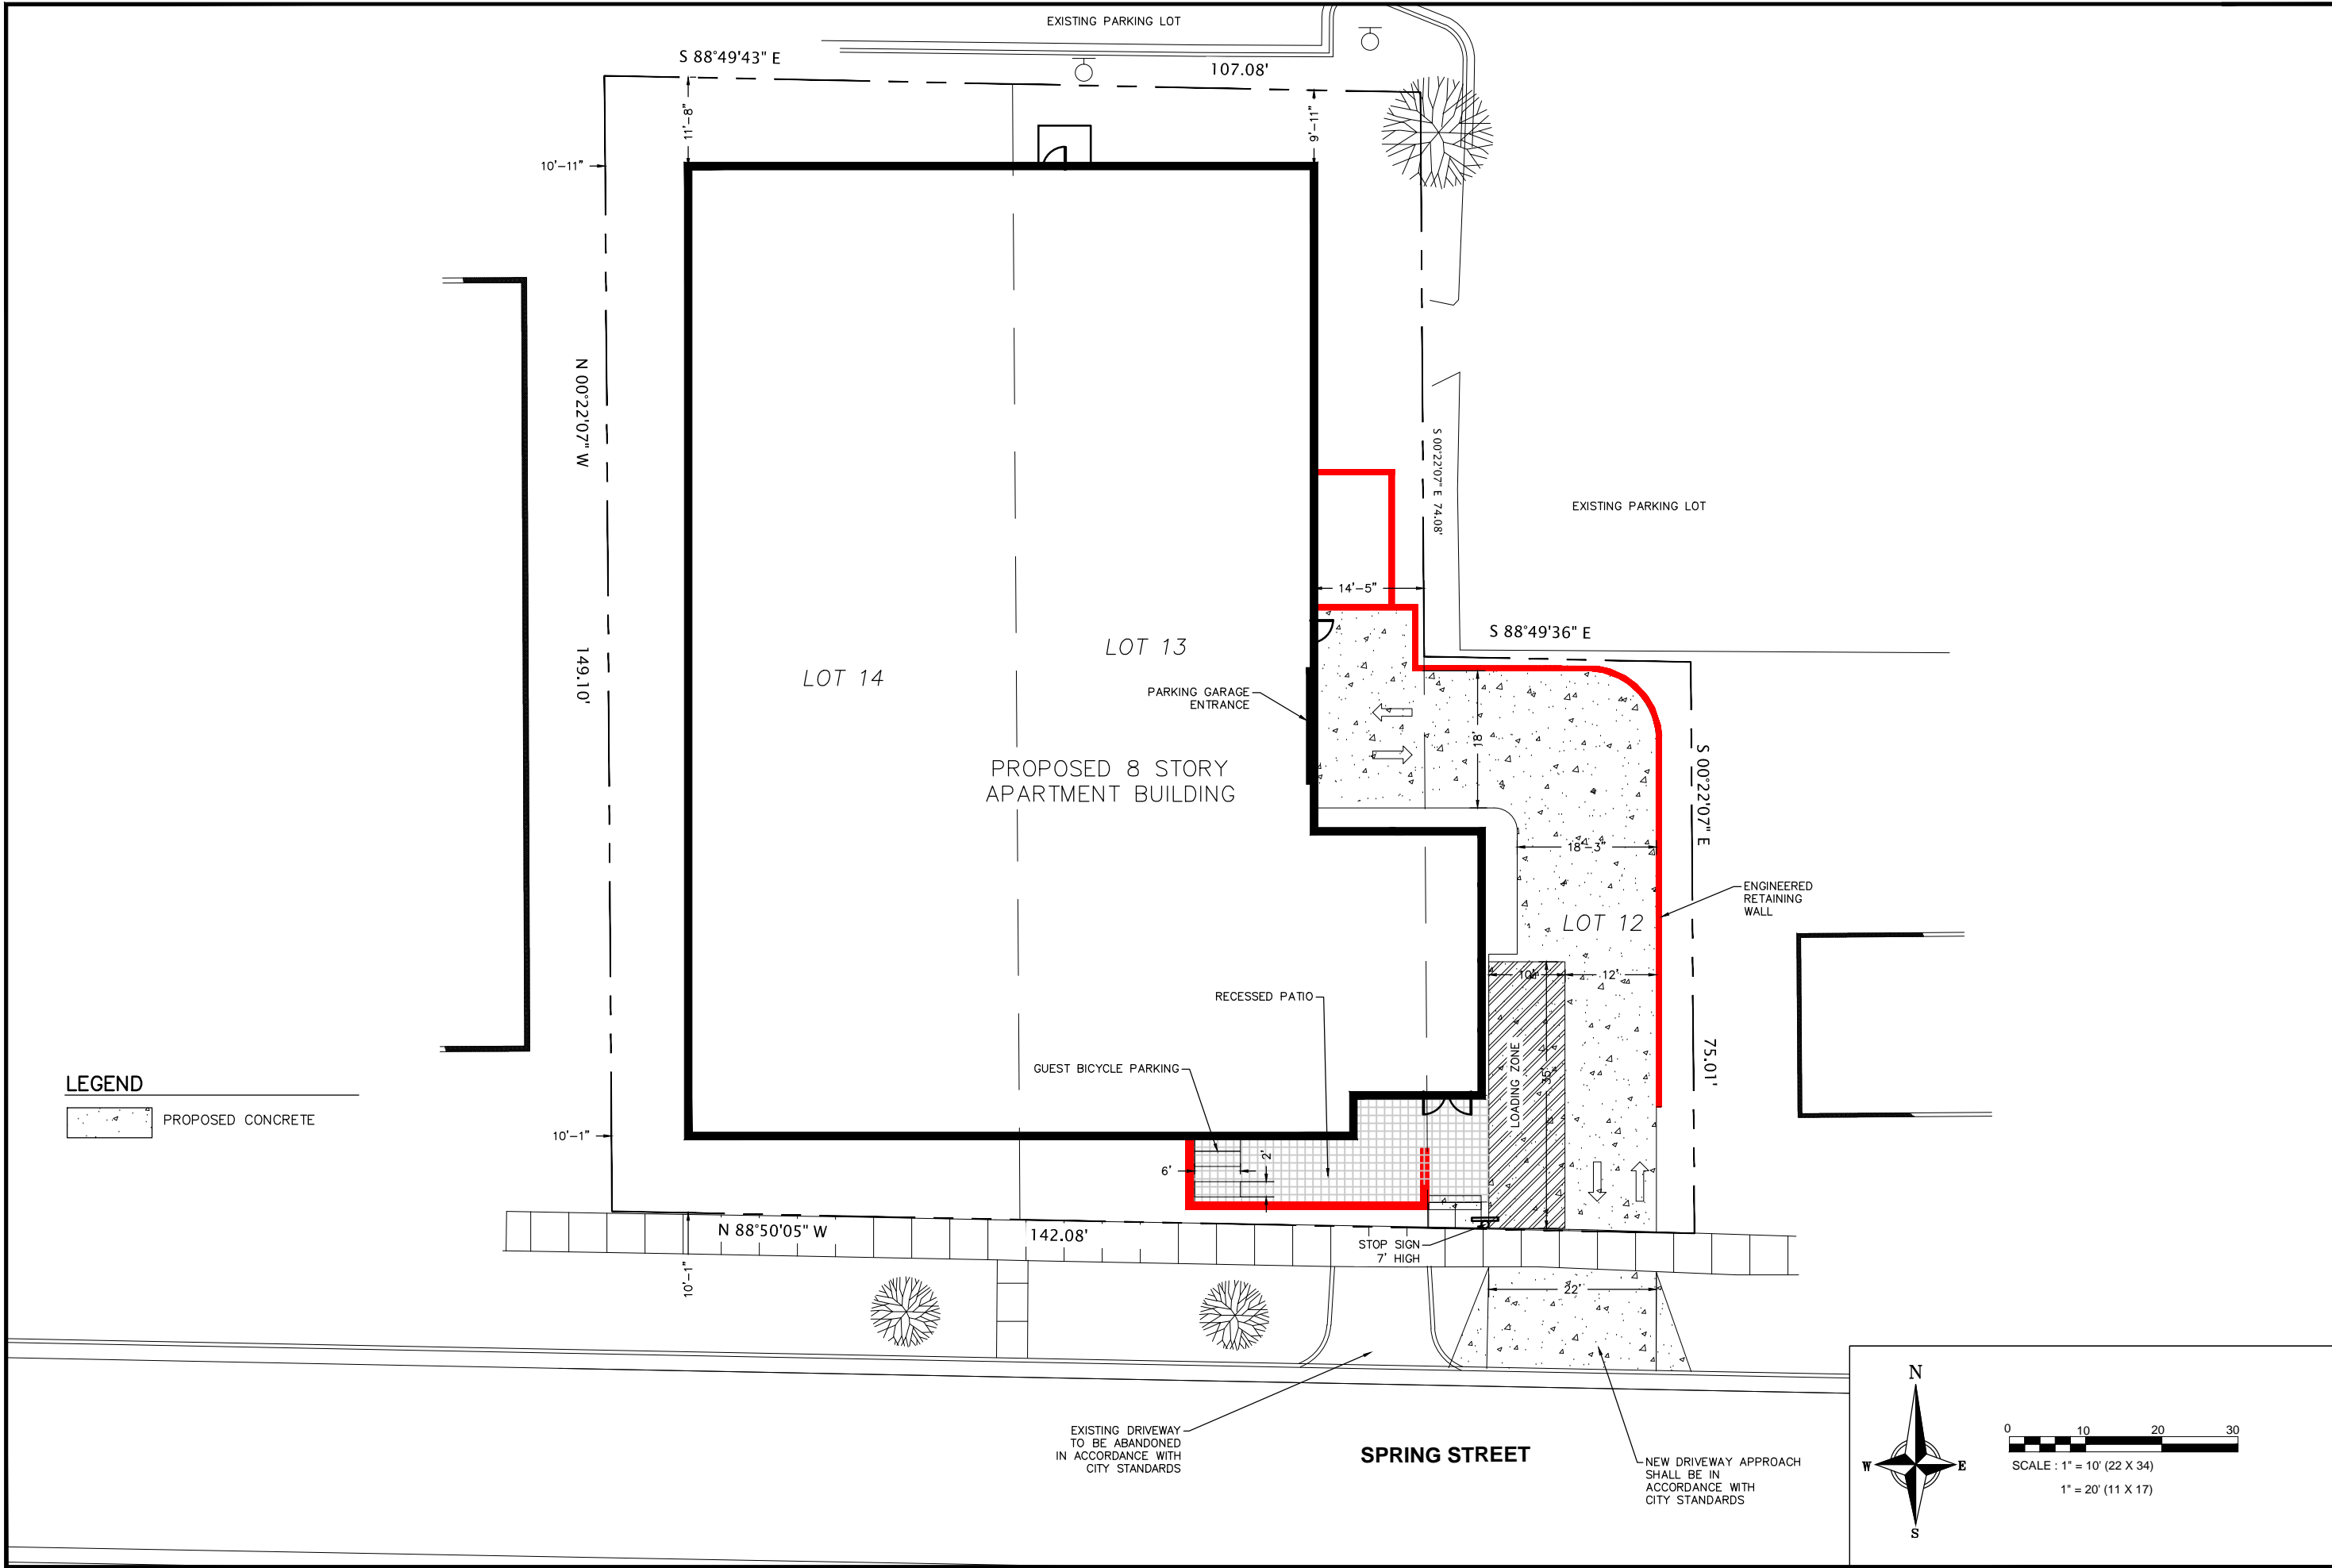 EXISTING PARKING LOT
S 88°49'43" E
107.08'
11'-8"
9'-11"
10'-11"
N 00°22'07" W
149.10'
S 00°22'07" E 74.08'
EXISTING PARKING LOT
14'-5"
S 88°49'36" E
LOT 13
LOT 14
PARKING GARAGE
ENTRANCE
18'
PROPOSED 8 STORY
APARTMENT BUILDING
S 00°22'07" E
75.01'
18'-3"
ENGINEERED
RETAINING
WALL
LOT 12
10'
12'
RECESSED PATIO
LOADING ZONE
35'
GUEST BICYCLE PARKING
LEGEND
PROPOSED CONCRETE
10'-1"
6'
2'
N 88°50'05" W
142.08'
STOP SIGN
7' HIGH
10'-1"
22'
EXISTING DRIVEWAY
TO BE ABANDONED
IN ACCORDANCE WITH
CITY STANDARDS
SPRING STREET
NEW DRIVEWAY APPROACH
SHALL BE IN
ACCORDANCE WITH
CITY STANDARDS
N
W
E
S
0 10 20 30
SCALE : 1" = 10' (22 X 34)
1" = 20' (11 X 17)